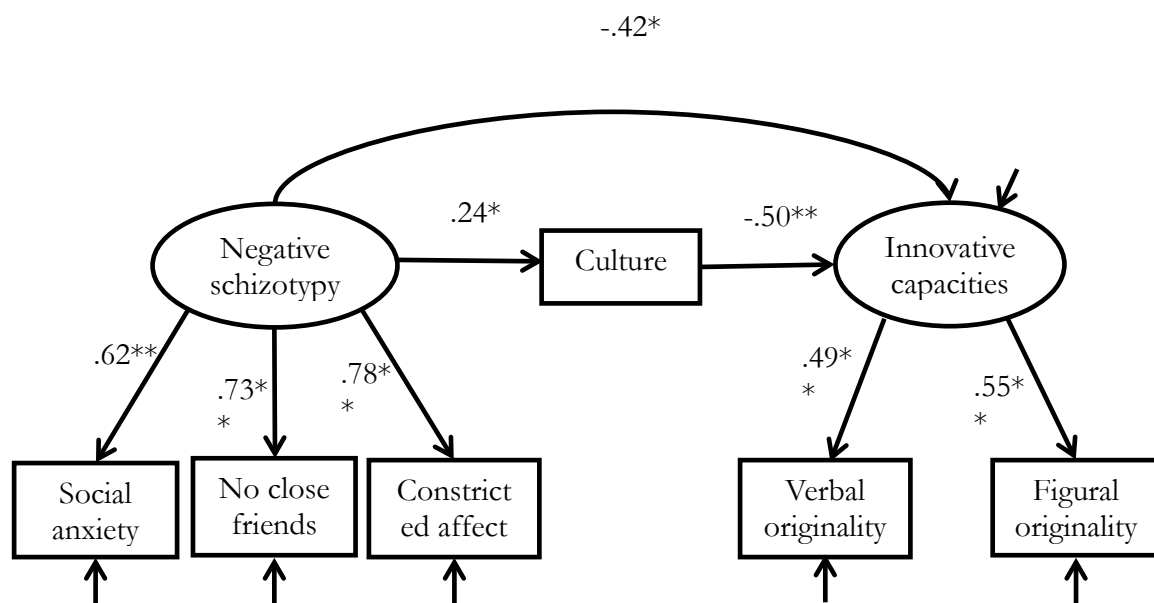 -.42*
.24*
-.50**
Negative
schizotypy
Culture
Innovative
capacities
.62**
.73*
*
.78*
*
.49*
*
.55*
*
Social
anxiety
No close
friends
Constrict
ed affect
Verbal
originality
Figural
originality